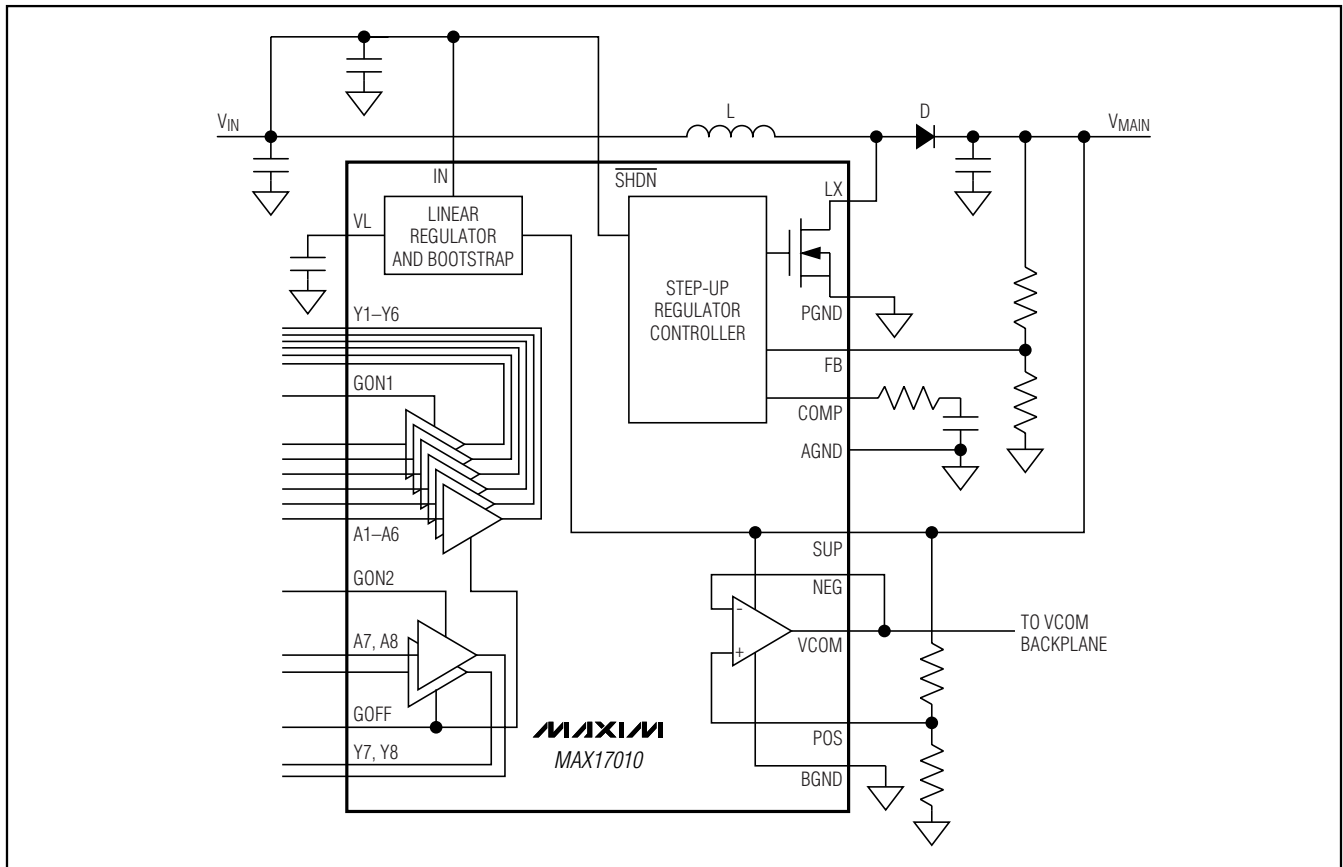 VIN
L
D
VMAIN
IN
SHDN
LX
VL
LINEAR
REGULATOR
AND BOOTSTRAP
STEP-UP
REGULATOR
CONTROLLER
PGND
Y1–Y6
FB
GON1
COMP
AGND
A1–A6
SUP
NEG
GON2
-
+
VCOM
TO VCOM
BACKPLANE
A7, A8
GOFF
POS
MAXIM
MAX17010
Y7, Y8
BGND